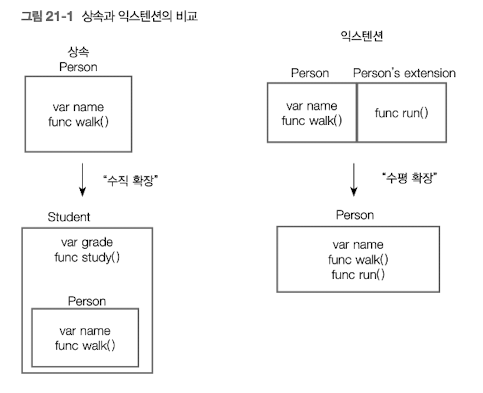 그림 21-1 상속과 익스텐션의 비교
상속
Person
var name
func walk()
"수직 확장"
Student
var grade
func study()
Person
var name
func walk()
익스텐션
Person
Person's extension
var name
func walk()
func run()
"수평 확장"
Person
var name
func walk()
func run()